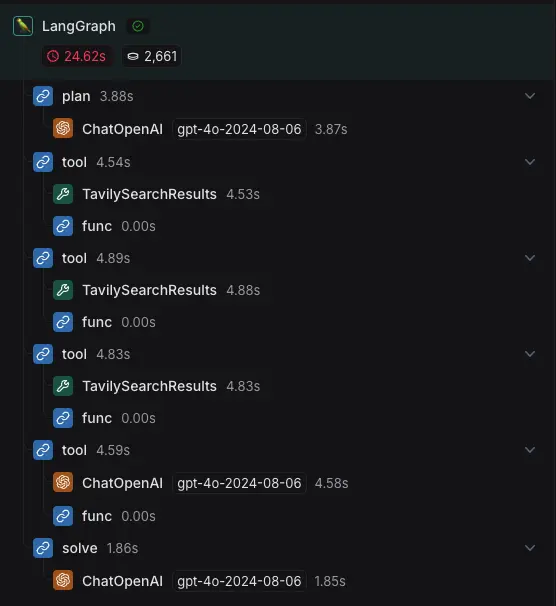 LangGraph
24.62s 2,661
plan 3.88s
ChatOpenAI gpt-4o-2024-08-06 3.87s
tool 4.54s
TavilySearchResults 4.53s
func 0.00s
tool 4.89s
TavilySearchResults 4.88s
func 0.00s
tool 4.83s
TavilySearchResults 4.83s
func 0.00s
tool 4.59s
ChatOpenAI gpt-4o-2024-08-06 4.58s
func 0.00s
solve 1.86s
ChatOpenAI gpt-4o-2024-08-06 1.85s